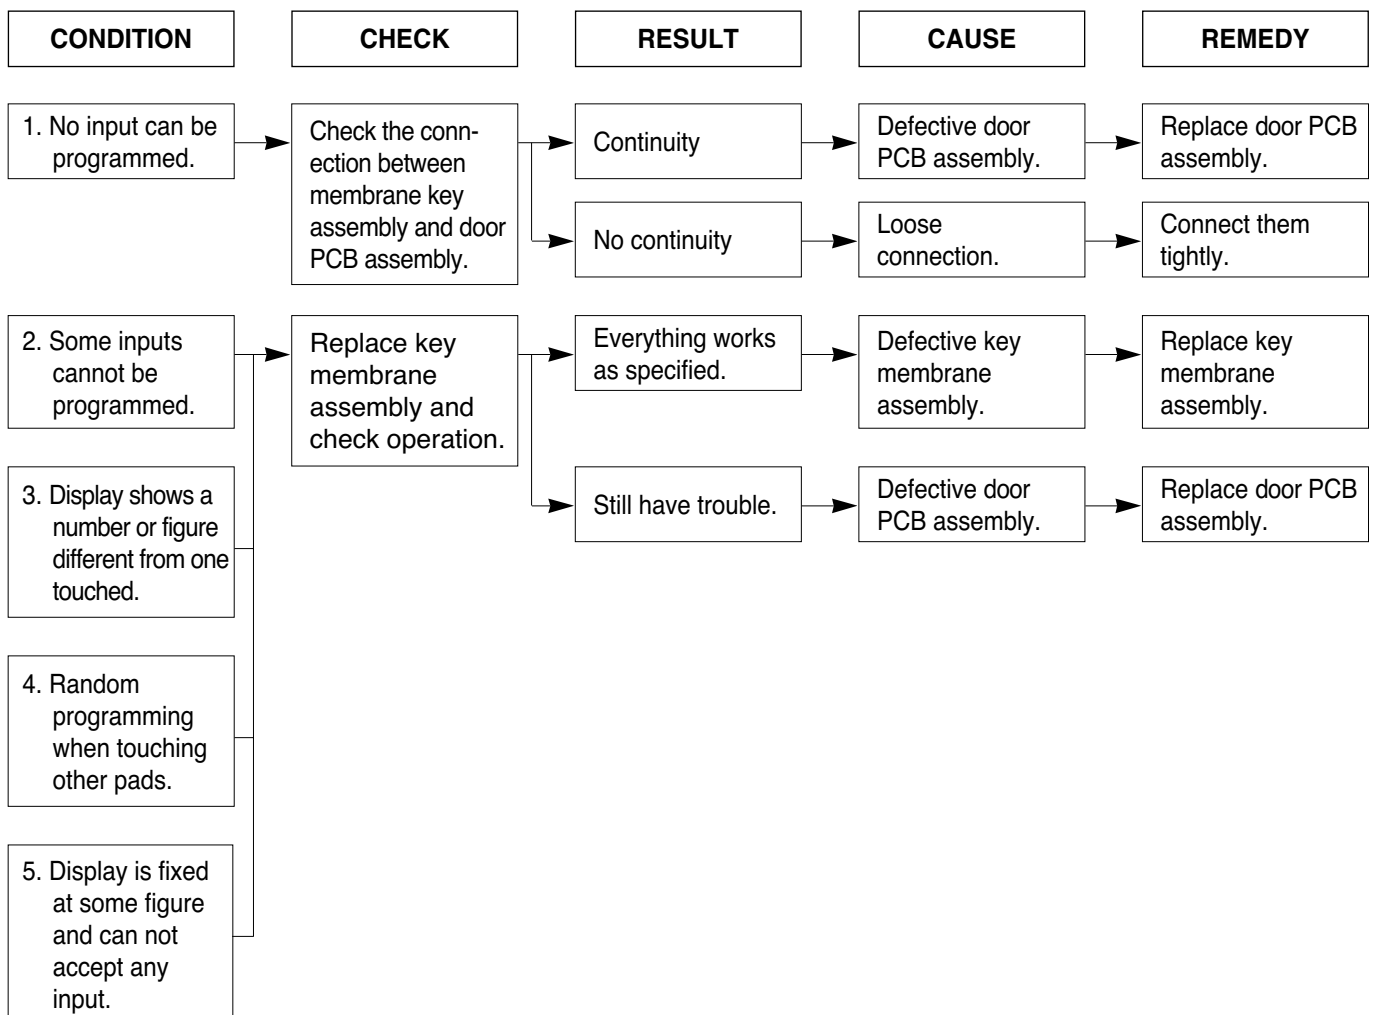 CONDITION
CHECK
RESULT
CAUSE
REMEDY
1. No input can be
programmed.
Check the conn-
ection between
membrane key
assembly and door
PCB assembly.
Continuity
Defective door
PCB assembly.
Replace door PCB
assembly.
No continuity
Loose
connection.
Connect them
tightly.
2. Some inputs
cannot be
programmed.
Replace key
membrane
assembly and
check operation.
Everything works
as specified.
Defective key
membrane
assembly.
Replace key
membrane
assembly.
3. Display shows a
number or figure
different from one
touched.
Still have trouble.
Defective door
PCB assembly.
Replace door PCB
assembly.
4. Random
programming
when touching
other pads.
5. Display is fixed
at some figure
and can not
accept any
input.